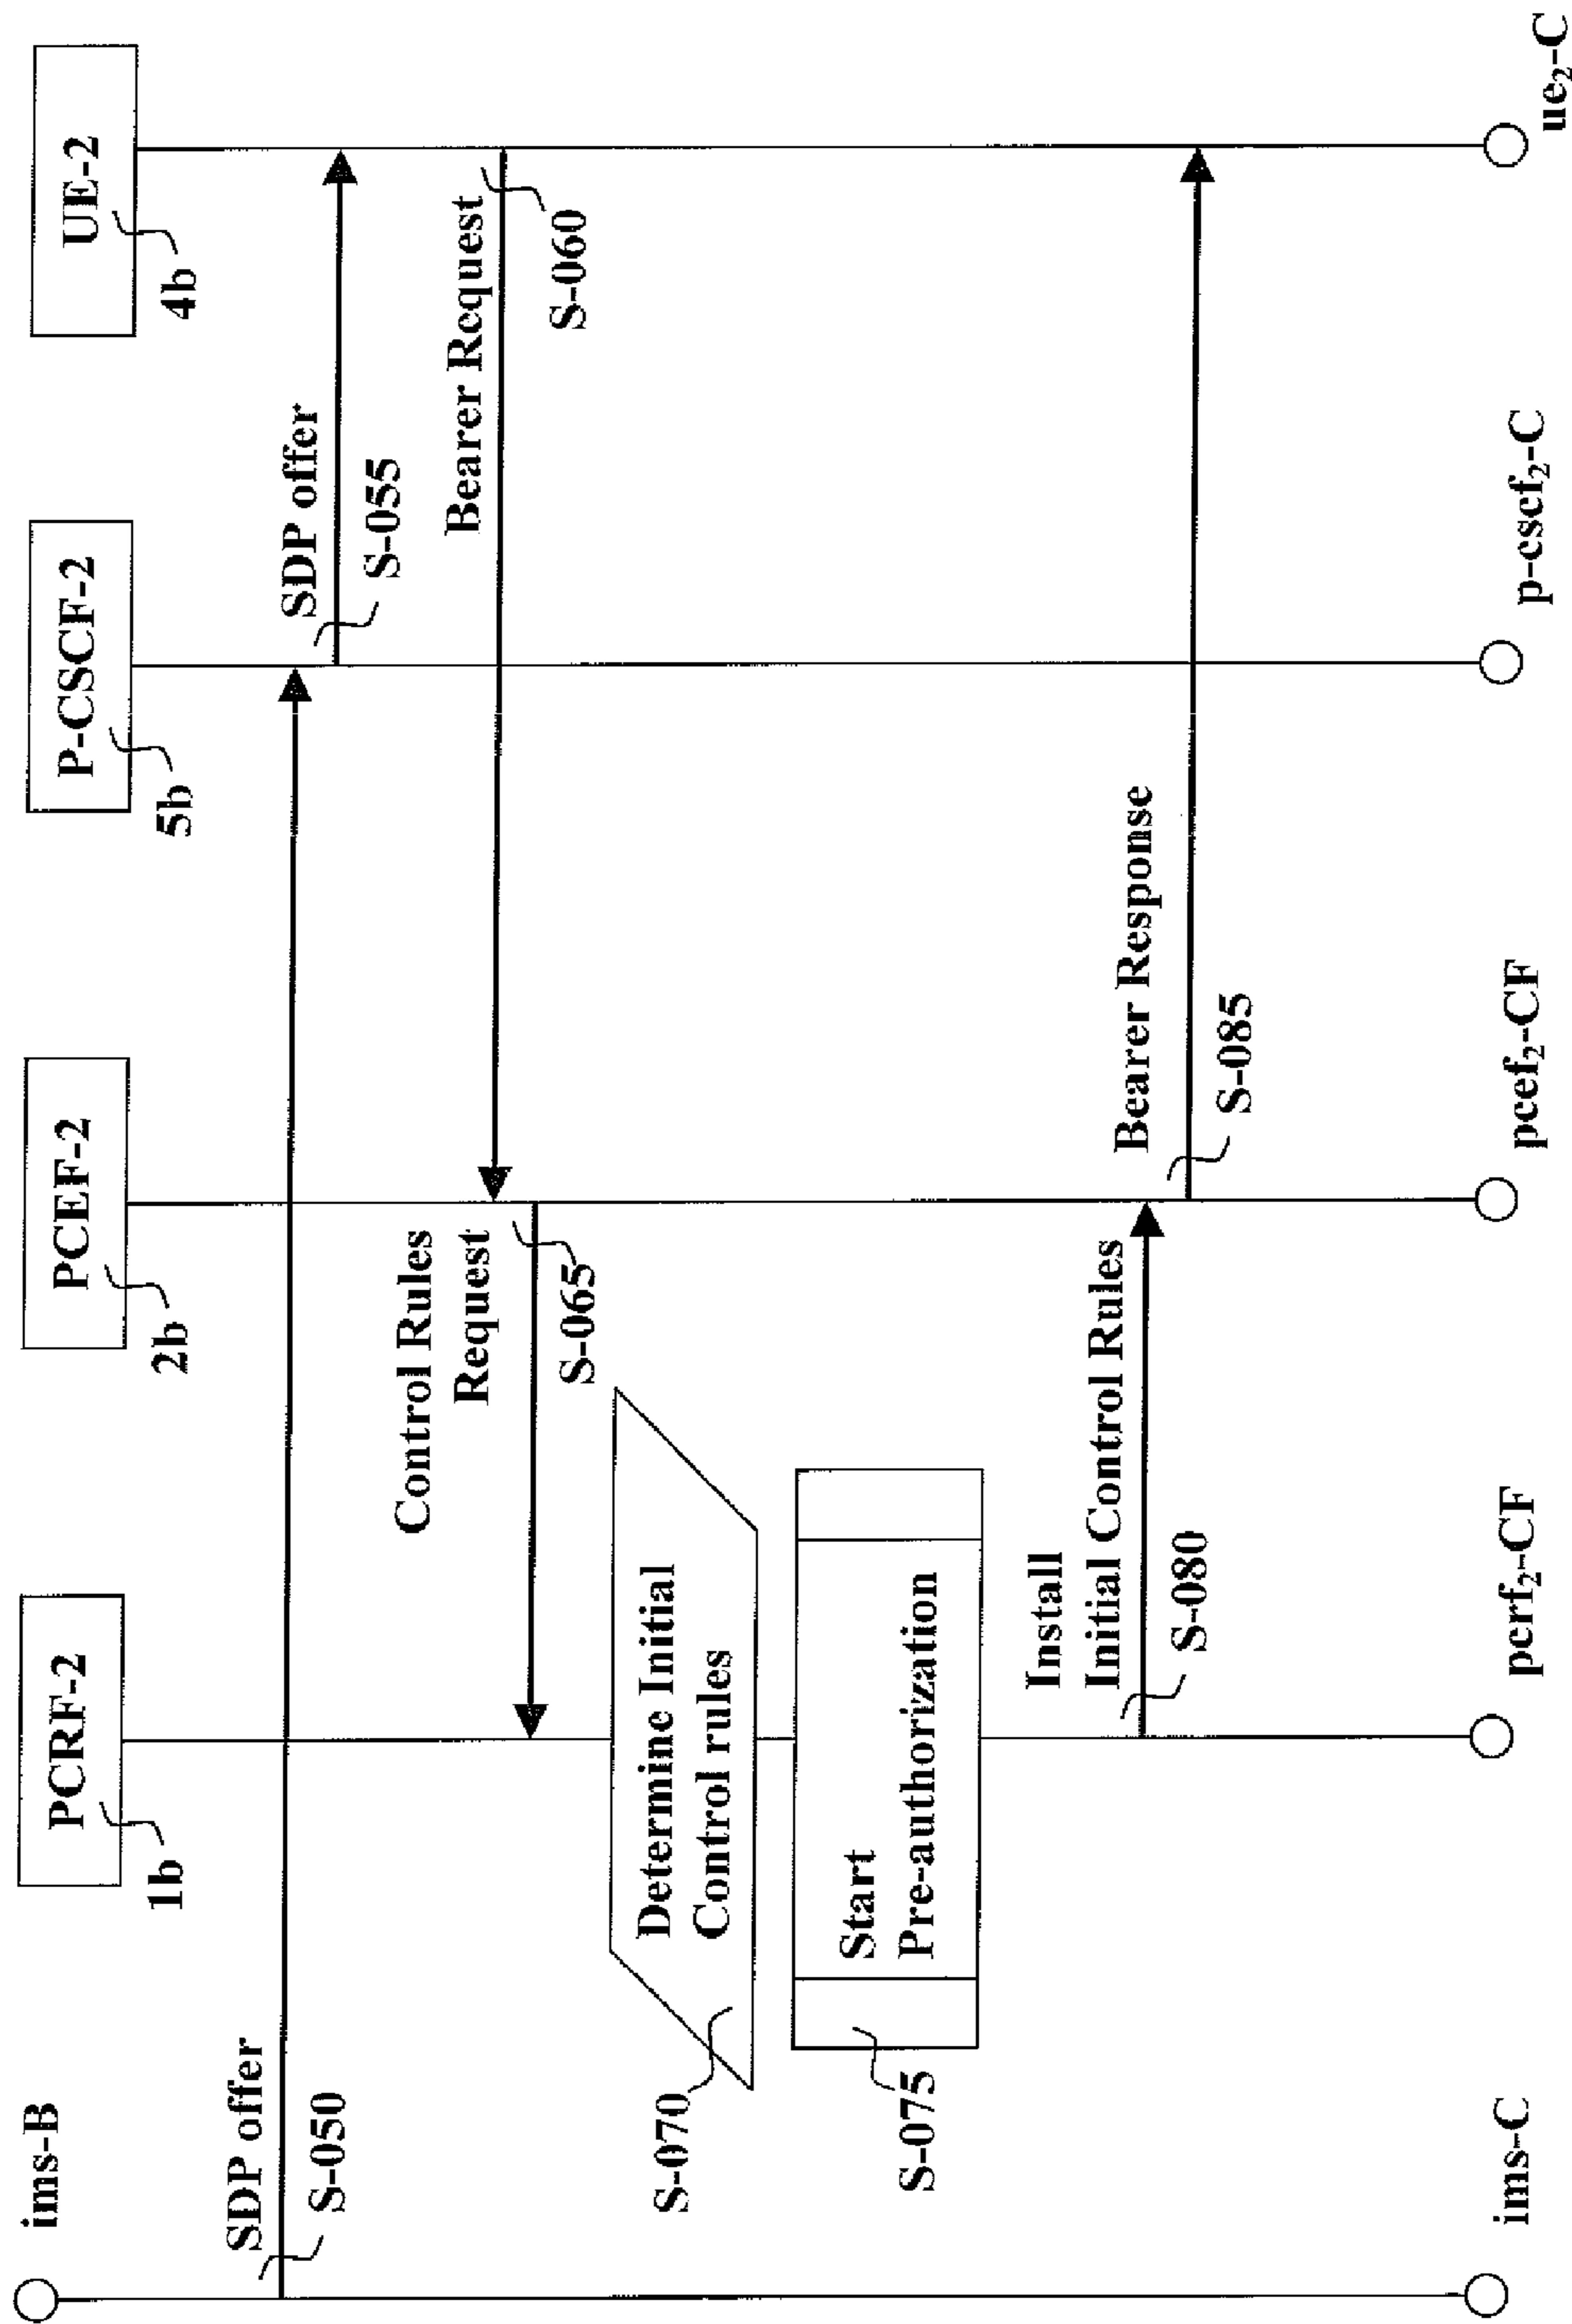 ims-B
PCRF-2
1b
PCEF-2
2b
P-CSCF-2
5b
UE-2
4b
SDP offer
S-050
SDP offer
S-055
Bearer Request
S-060
Control Rules
Request
S-065
Determine Initial
Control rules
S-070
Start
Pre-authorization
S-075
Install
Initial Control Rules
S-080
Bearer Response
S-085
ims-C
pcrf₂-CF
pcef₂-CF
p-cscf₂-C
ue₂-C